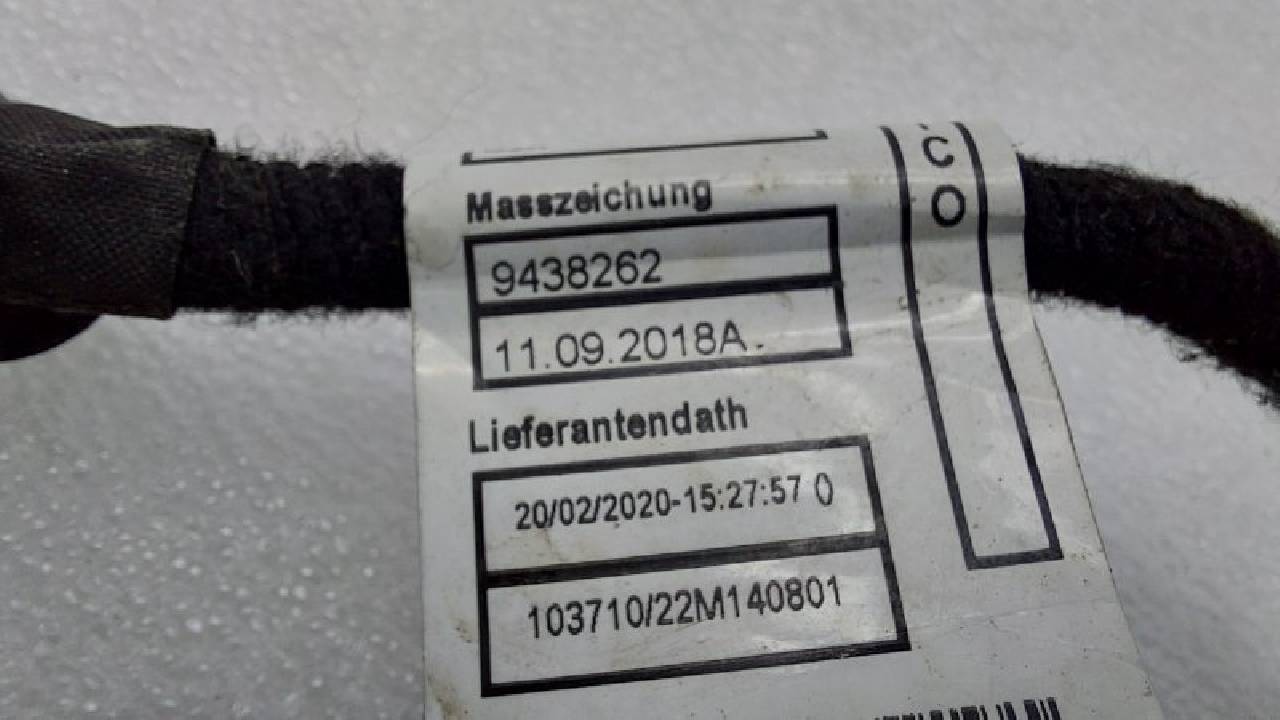 Masszeichung
9438262
11.09.2018A.
Lieferantendath
20/02/2020-15:27:57 0
103710/22M140801
CO